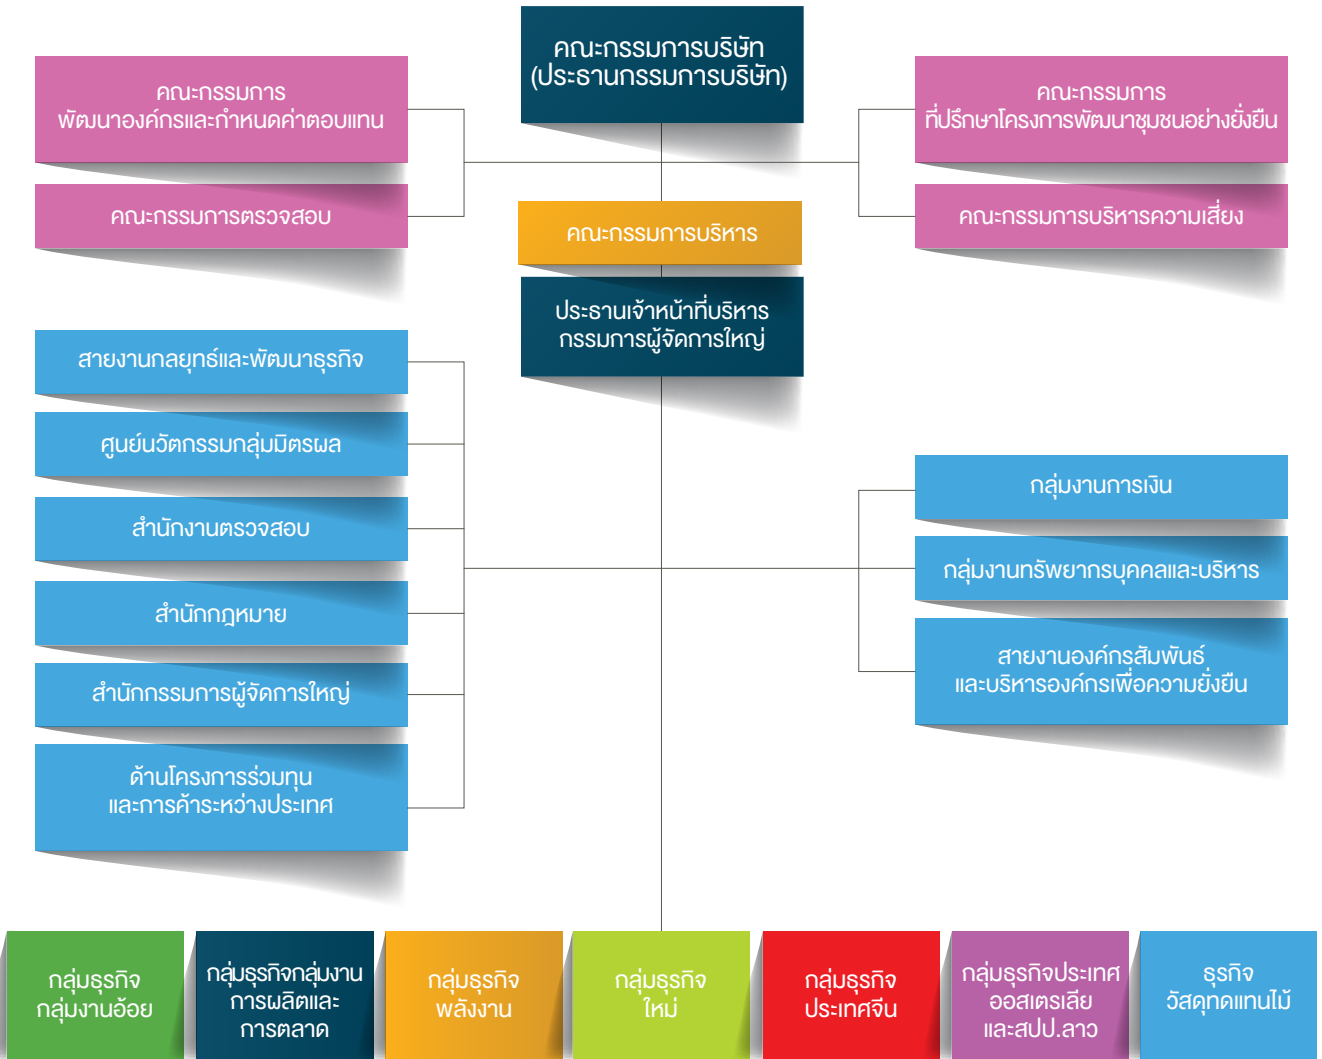 คณะกรรมการบริษัท
(ประธานกรรมการบริษัท)
คณะกรรมการ
พัฒนาองค์กรและกำหนดค่าตอบแทน
คณะกรรมการตรวจสอบ
คณะกรรมการ
ที่ปรึกษาโครงการพัฒนาชุมชนอย่างยั่งยืน
คณะกรรมการบริหารความเสี่ยง
คณะกรรมการบริหาร
ประธานเจ้าหน้าที่บริหาร
กรรมการผู้จัดการใหญ่
สายงานกลยุทธ์และพัฒนาธุรกิจ
ศูนย์นวัตกรรมกลุ่มมิตรผล
สำนักงานตรวจสอบ
สำนักกฎหมาย
สำนักกรรมการผู้จัดการใหญ่
ด้านโครงการร่วมทุน
และการค้าระหว่างประเทศ
กลุ่มงานการเงิน
กลุ่มงานทรัพยากรบุคคลและบริหาร
สายงานองค์กรสัมพันธ์
และบริหารองค์กรเพื่อความยั่งยืน
กลุ่มธุรกิจ
กลุ่มงานอ้อย
กลุ่มธุรกิจกลุ่มงาน
การผลิตและ
การตลาด
กลุ่มธุรกิจ
พลังงาน
กลุ่มธุรกิจ
ใหม่
กลุ่มธุรกิจ
ประเทศจีน
กลุ่มธุรกิจประเทศ
ออสเตรเลีย
และสปป.ลาว
ธุรกิจ
วัสดุทดแทนไม้